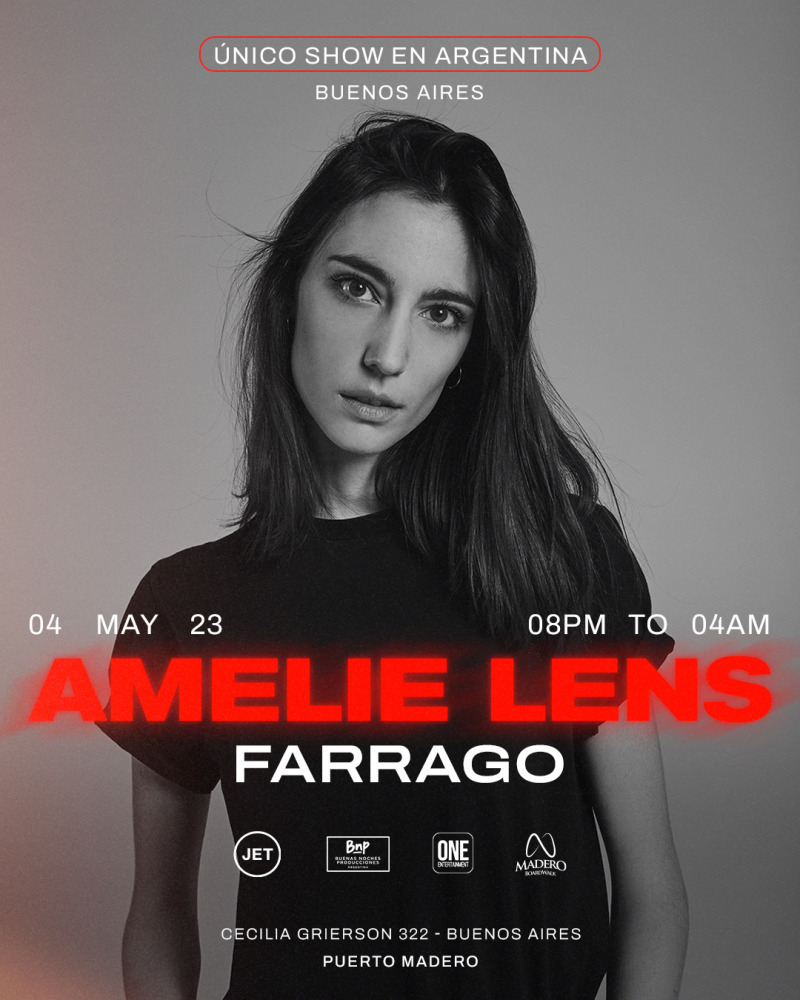 ÚNICO SHOW EN ARGENTINA
BUENOS AIRES
04 MAY 23
08PM TO 04AM
AMELIE LENS
FARRAGO
JET
BnP
BUENAS NOCHES
PRODUCCIONES
ARGENTINA
ONE
ENTERTAINMENT
MADERO
BOARDWALK
CECILIA GRIERSON 322 - BUENOS AIRES
PUERTO MADERO